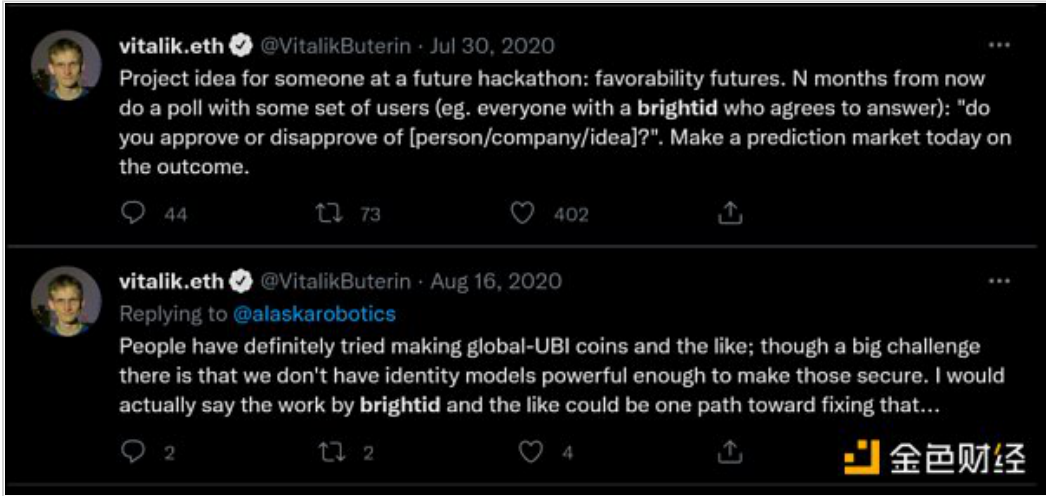 vitalik.eth @VitalikButerin · Jul 30, 2020
Project idea for someone at a future hackathon: favorability futures. N months from now
do a poll with some set of users (eg. everyone with a brightid who agrees to answer): "do
you approve or disapprove of [person/company/idea]?". Make a prediction market today on
the outcome.
44 73 402
vitalik.eth @VitalikButerin · Aug 16, 2020
Replying to @alaskarobotics
People have definitely tried making global-UBI coins and the like; though a big challenge
there is that we don't have identity models powerful enough to make those secure. I would
actually say the work by brightid and the like could be one path toward fixing that...
2 2 4
金色财经